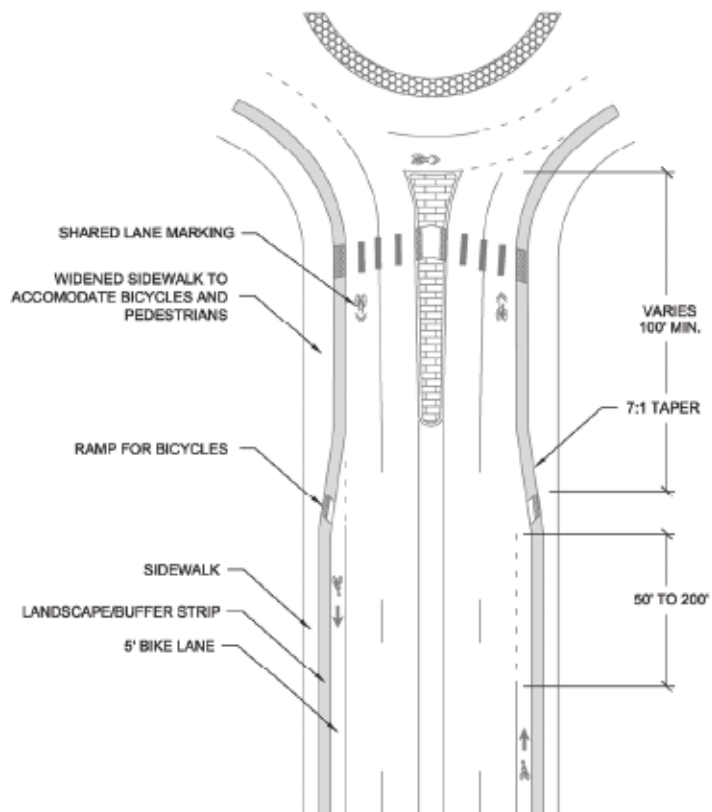 SHARED LANE MARKING
WIDENED SIDEWALK TO
ACCOMODATE BICYCLES AND
PEDESTRIANS
VARIES
100' MIN.
7:1 TAPER
RAMP FOR BICYCLES
SIDEWALK
LANDSCAPE/BUFFER STRIP
50' TO 200'
5' BIKE LANE